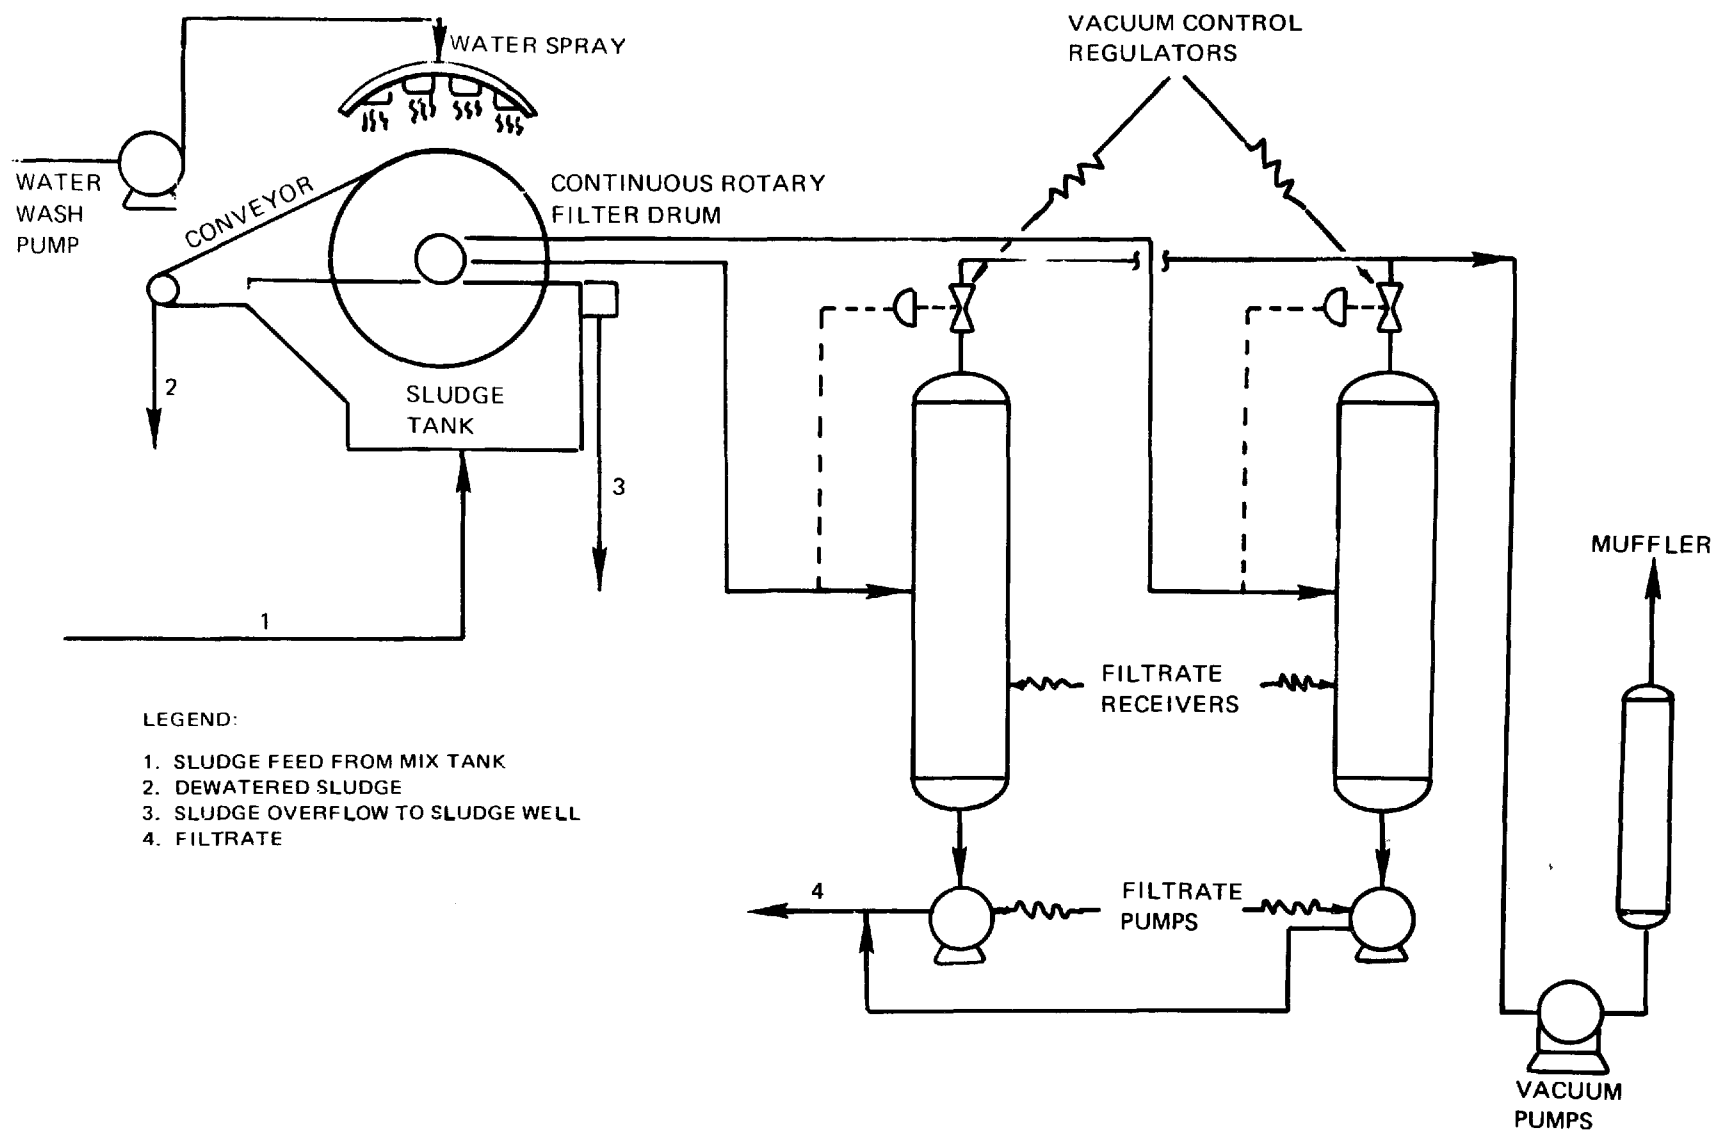 VACUUM CONTROL
REGULATORS
WATER SPRAY
WATER
WASH
PUMP
CONVEYOR
CONTINUOUS ROTARY
FILTER DRUM
2
SLUDGE
TANK
3
1
MUFFLER
FILTRATE
RECEIVERS
LEGEND:
1. SLUDGE FEED FROM MIX TANK
2. DEWATERED SLUDGE
3. SLUDGE OVERFLOW TO SLUDGE WELL
4. FILTRATE
4
FILTRATE
PUMPS
VACUUM
PUMPS